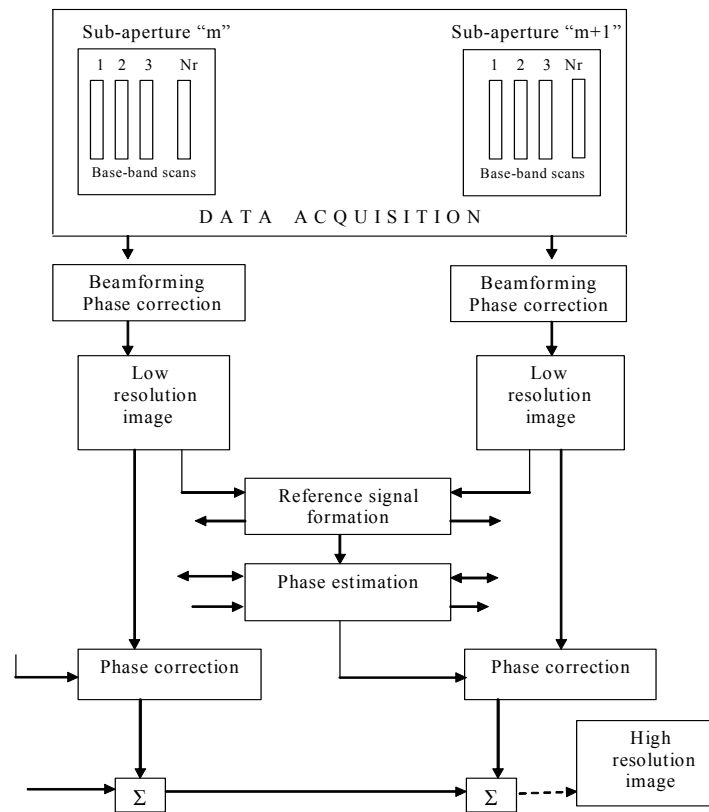 Sub-aperture “m”
Sub-aperture “m+1”
1 2 3 Nr
1 2 3 Nr
Base-band scans
Base-band scans
DATA ACQUISITION
Beamforming
Phase correction
Beamforming
Phase correction
Low
resolution
image
Low
resolution
image
Reference signal
formation
Phase estimation
Phase correction
Phase correction
High
resolution
image
Σ
Σ